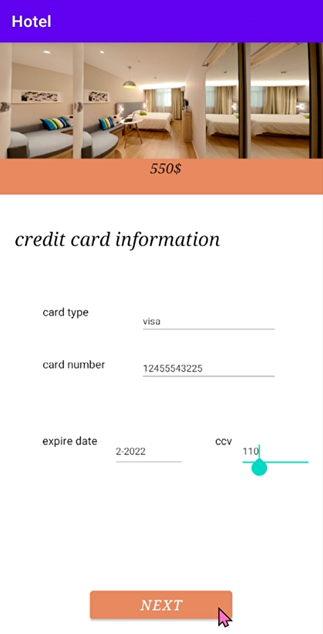 Hotel
550$
credit card information
card type
visa
card number
12455543225
expire date
2-2022
ccv
110
NEXT